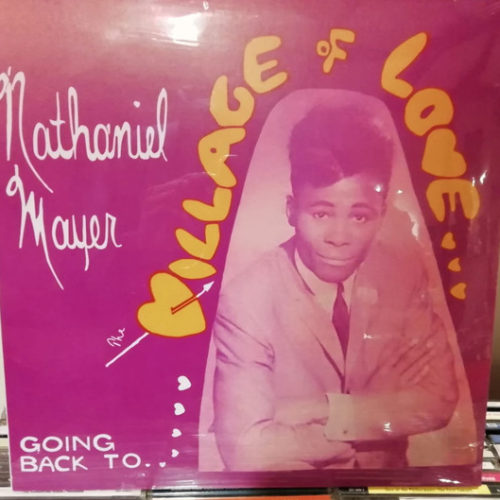 Nathaniel
Mayer
GOING
BACK TO.....
The
VILLAGE OF LOVE...